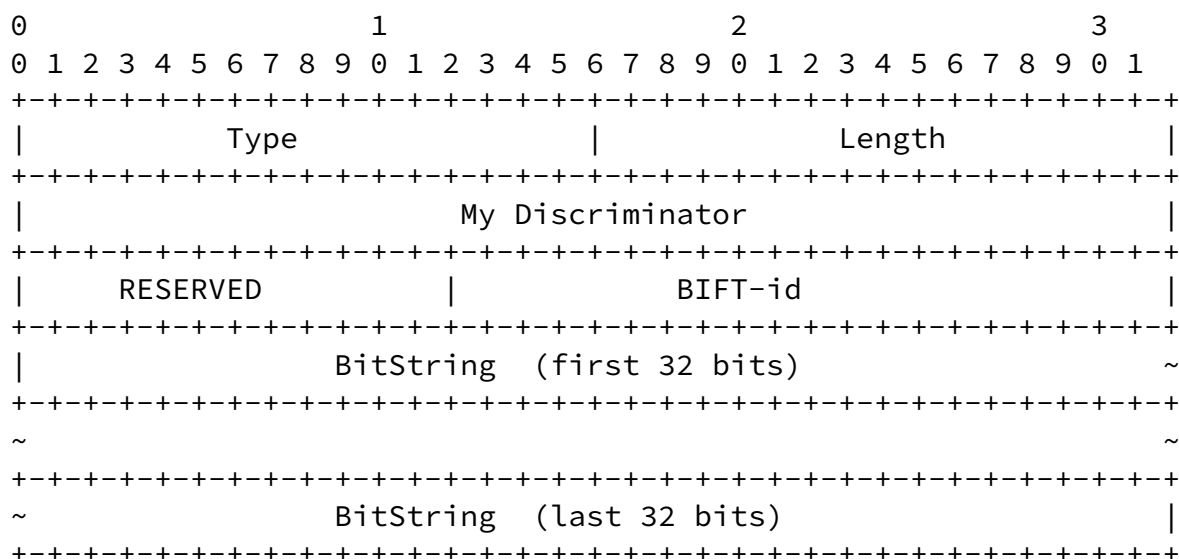 0                   1                   2                   3
0 1 2 3 4 5 6 7 8 9 0 1 2 3 4 5 6 7 8 9 0 1 2 3 4 5 6 7 8 9 0 1
+-+-+-+-+-+-+-+-+-+-+-+-+-+-+-+-+-+-+-+-+-+-+-+-+-+-+-+-+-+-+-+-+
|           Type                |             Length            |
+-+-+-+-+-+-+-+-+-+-+-+-+-+-+-+-+-+-+-+-+-+-+-+-+-+-+-+-+-+-+-+-+
|                        My Discriminator                       |
+-+-+-+-+-+-+-+-+-+-+-+-+-+-+-+-+-+-+-+-+-+-+-+-+-+-+-+-+-+-+-+-+
|     RESERVED          |            BIFT-id                    |
+-+-+-+-+-+-+-+-+-+-+-+-+-+-+-+-+-+-+-+-+-+-+-+-+-+-+-+-+-+-+-+-+
|                 BitString  (first 32 bits)                    ~
+-+-+-+-+-+-+-+-+-+-+-+-+-+-+-+-+-+-+-+-+-+-+-+-+-+-+-+-+-+-+-+-+
~                                                               ~
+-+-+-+-+-+-+-+-+-+-+-+-+-+-+-+-+-+-+-+-+-+-+-+-+-+-+-+-+-+-+-+-+
~                 BitString  (last 32 bits)                     |
+-+-+-+-+-+-+-+-+-+-+-+-+-+-+-+-+-+-+-+-+-+-+-+-+-+-+-+-+-+-+-+-+